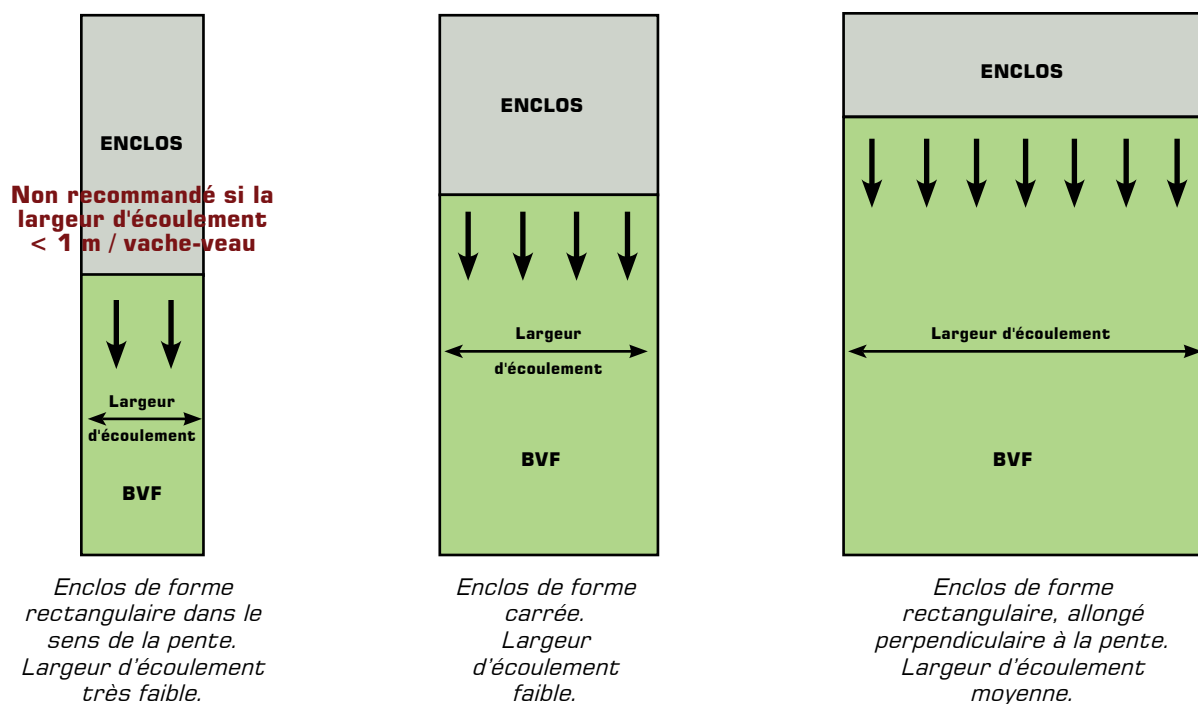 ENCLOS
Non recommandé si la
largeur d'écoulement
< 1 m / vache-veau
Largeur
d'écoulement
BVF
Enclos de forme
rectangulaire dans le
sens de la pente.
Largeur d'écoulement
très faible.
ENCLOS
Largeur
d'écoulement
BVF
Enclos de forme
carrée.
Largeur
d'écoulement
faible.
ENCLOS
Largeur d'écoulement
BVF
Enclos de forme
rectangulaire, allongé
perpendiculaire à la pente.
Largeur d'écoulement
moyenne.